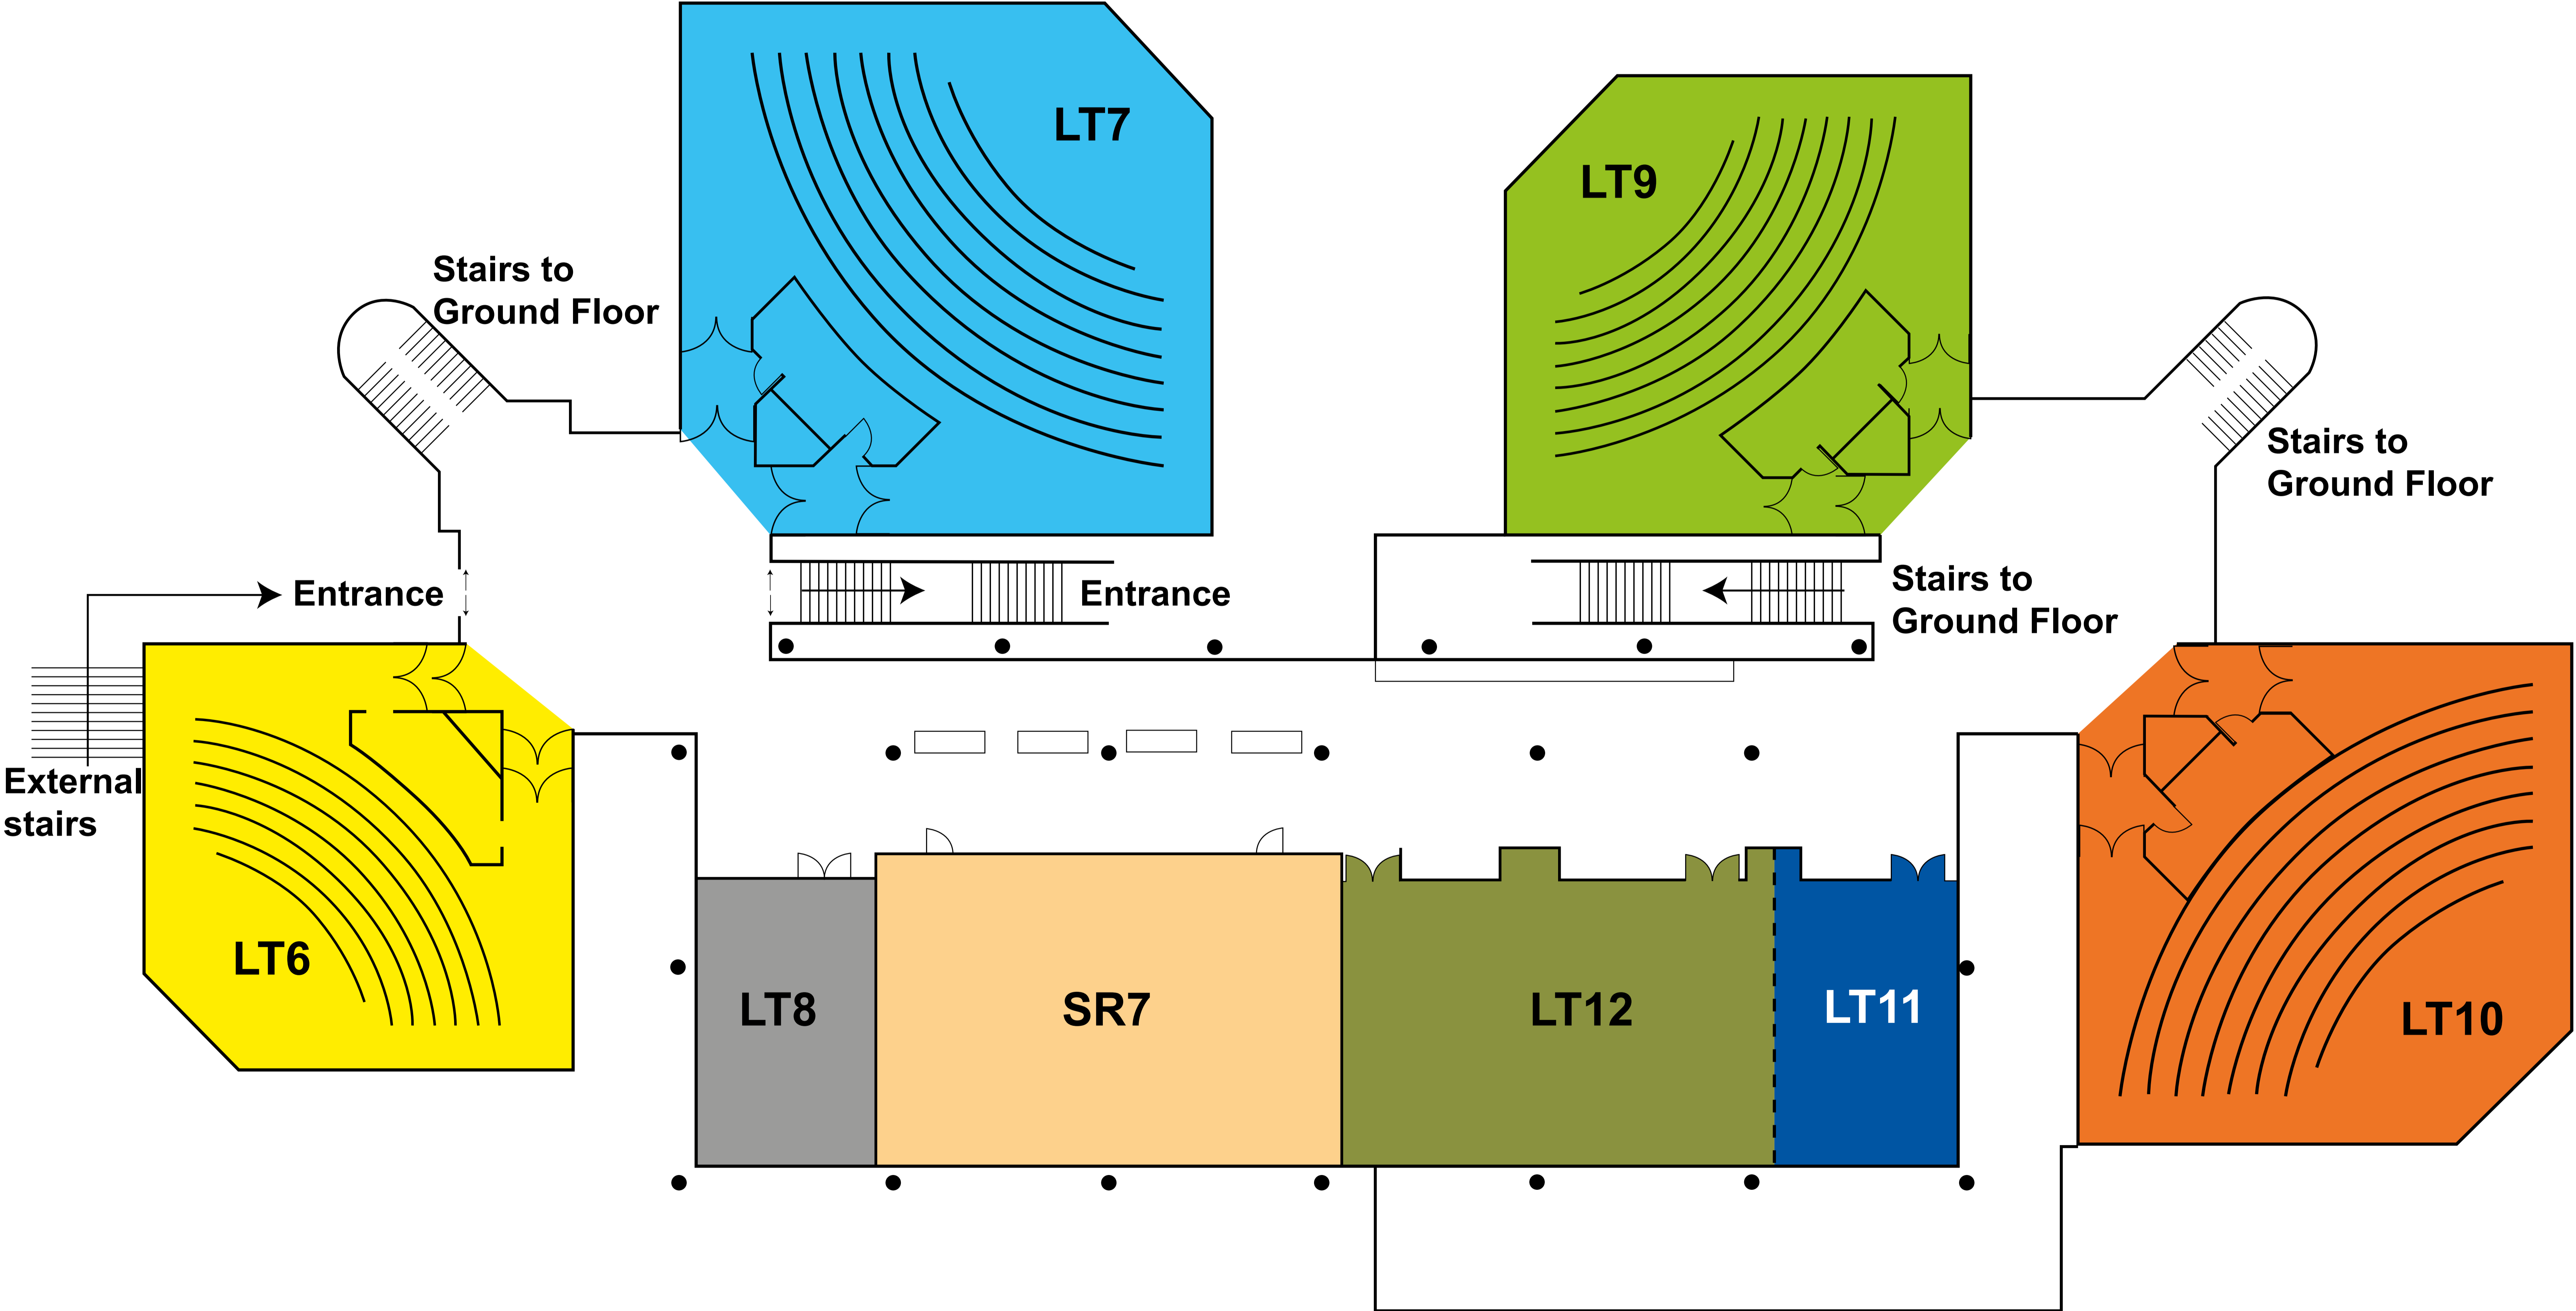 LT7
LT9
Stairs to
Ground Floor
Stairs to
Ground Floor
Entrance
Entrance
Stairs to
Ground Floor
External
stairs
LT6
LT8
SR7
LT12
LT11
LT10